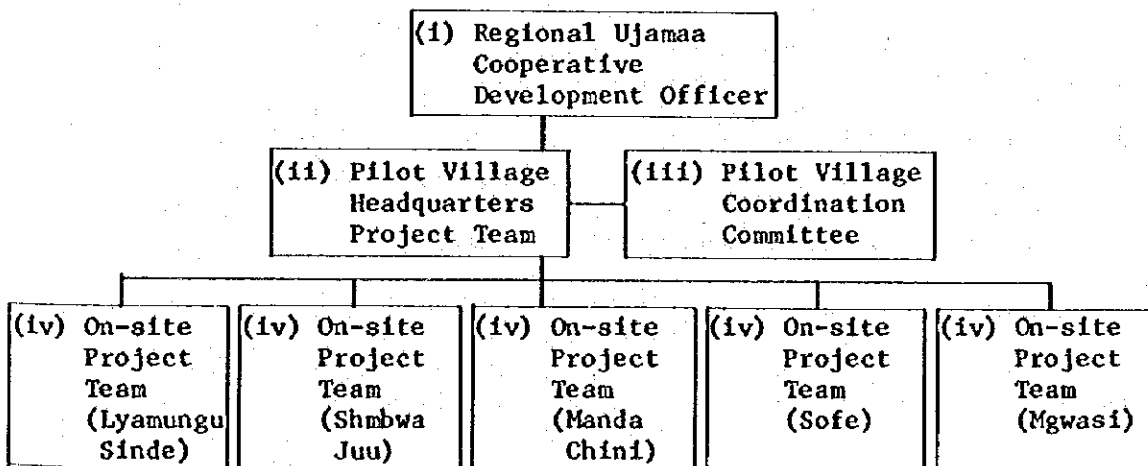 (i) Regional Ujamaa
Cooperative
Development Officer
(ii) Pilot Village
Headquarters
Project Team
(iii) Pilot Village
Coordination
Committee
(iv) On-site
Project
Team
(Lyamungu
Sinde)
(iv) On-site
Project
Team
(Shmbwa
Juu)
(iv) On-site
Project
Team
(Manda
Chini)
(iv) On-site
Project
Team
(Sofe)
(iv) On-site
Project
Team
(Mgwasi)